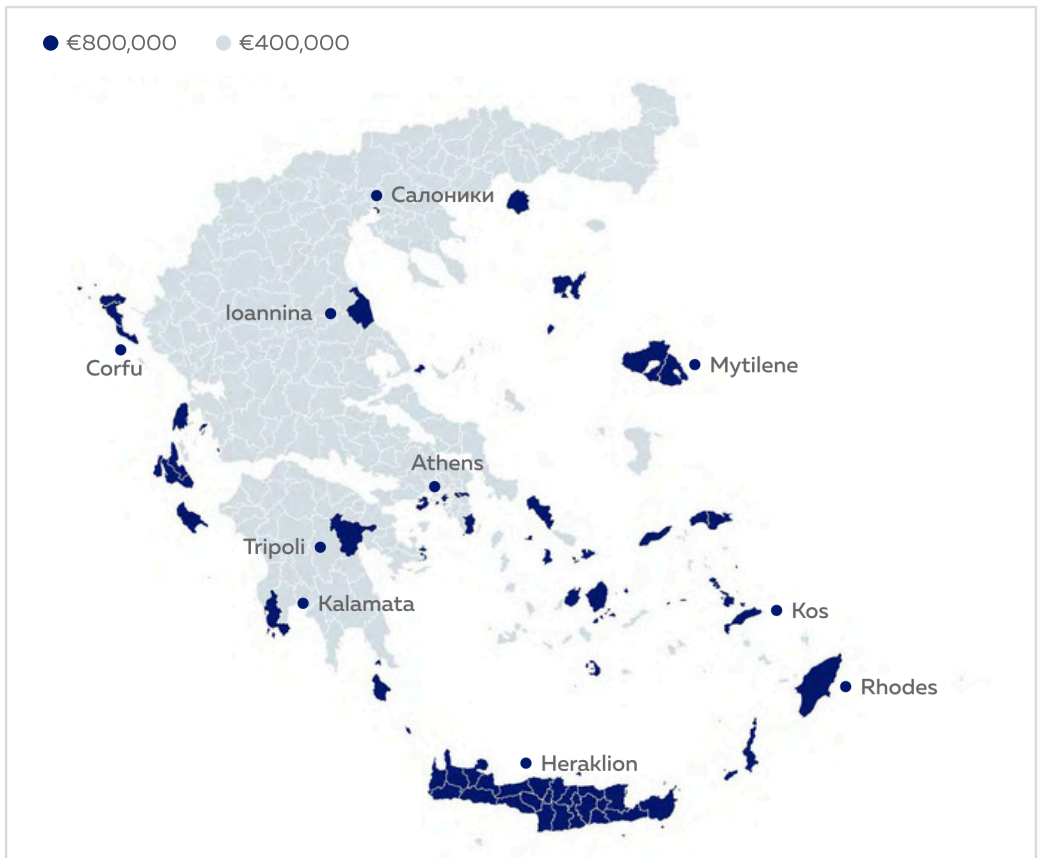 €800,000 €400,000
Салоники
Ioannina
Corfu
Mytilene
Athens
Tripoli
Kalamata
Kos
Rhodes
Heraklion